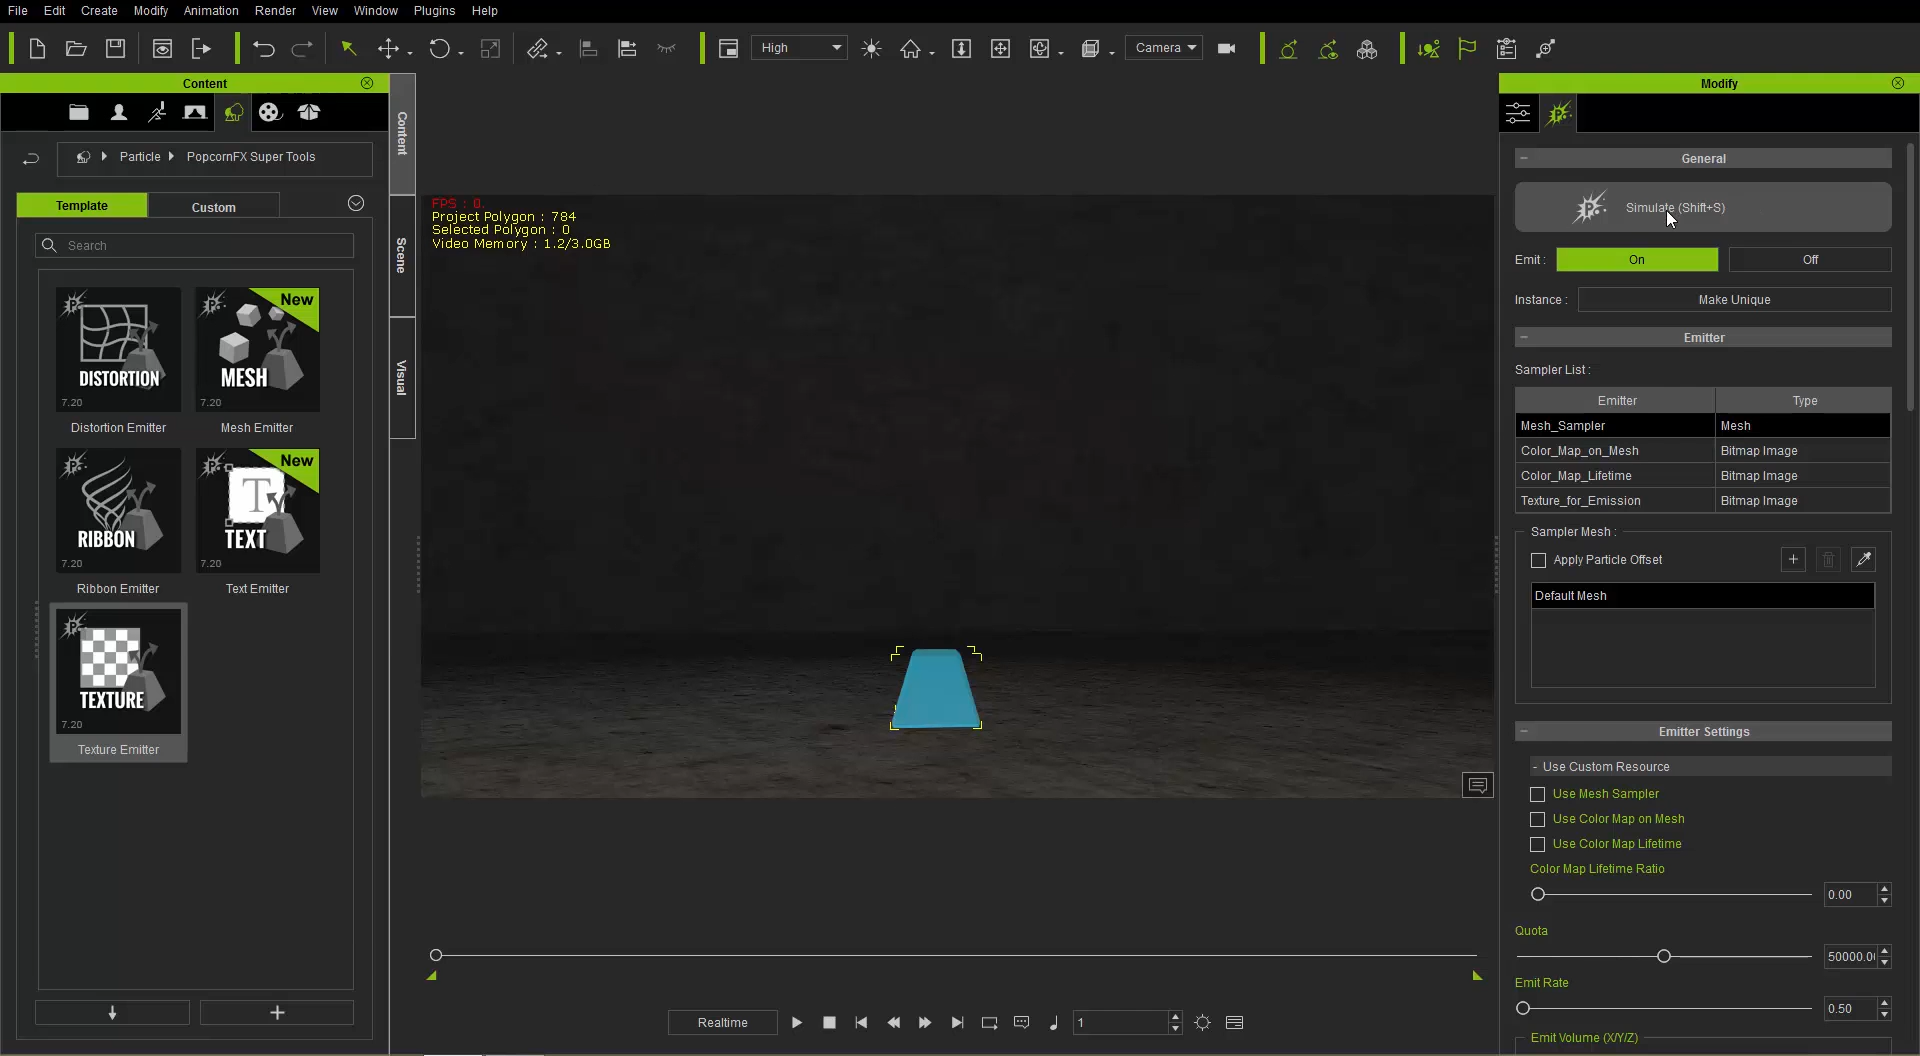 File Edit Create Modify Animation Render View Window Plugins Help
High
Camera
Content
Modify
Content
Scene
Visual
Particle
PopcornFX Super Tools
Template
Custom
Search
DISTORTION
7.20
Distortion Emitter
New
MESH
7.20
Mesh Emitter
RIBBON
7.20
Ribbon Emitter
New
T
TEXT
7.20
Text Emitter
TEXTURE
7.20
Texture Emitter
FPS : 0.
Project Polygon : 784
Selected Polygon : 0
Video Memory : 1.2/3.0GB
Realtime
1
General
Simulate (Shift+S)
Emit :
On
Off
Instance :
Make Unique
Emitter
Sampler List :
Emitter Type
Mesh_Sampler Mesh
Color_Map_on_Mesh Bitmap Image
Color_Map_Lifetime Bitmap Image
Texture_for_Emission Bitmap Image
Sampler Mesh :
Apply Particle Offset
Default Mesh
Emitter Settings
- Use Custom Resource
Use Mesh Sampler
Use Color Map on Mesh
Use Color Map Lifetime
Color Map Lifetime Ratio
0.00
Quota
50000.0
Emit Rate
0.50
Emit Volume (X/Y/Z)